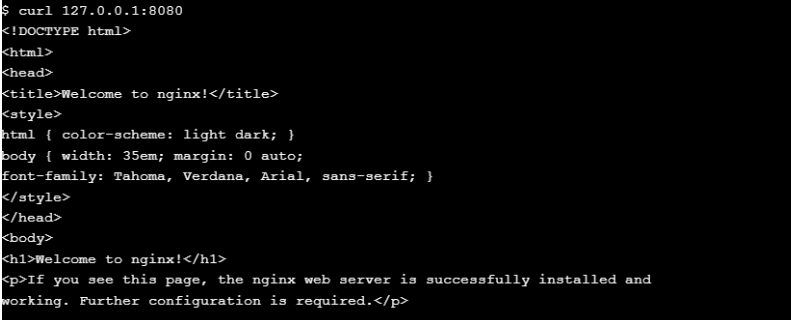 $ curl 127.0.0.1:8080
<!DOCTYPE html>
<html>
<head>
<title>Welcome to nginx!</title>
<style>
html { color-scheme: light dark; }
body { width: 35em; margin: 0 auto;
font-family: Tahoma, Verdana, Arial, sans-serif; }
</style>
</head>
<body>
<h1>Welcome to nginx!</h1>
<p>If you see this page, the nginx web server is successfully installed and
working. Further configuration is required.</p>